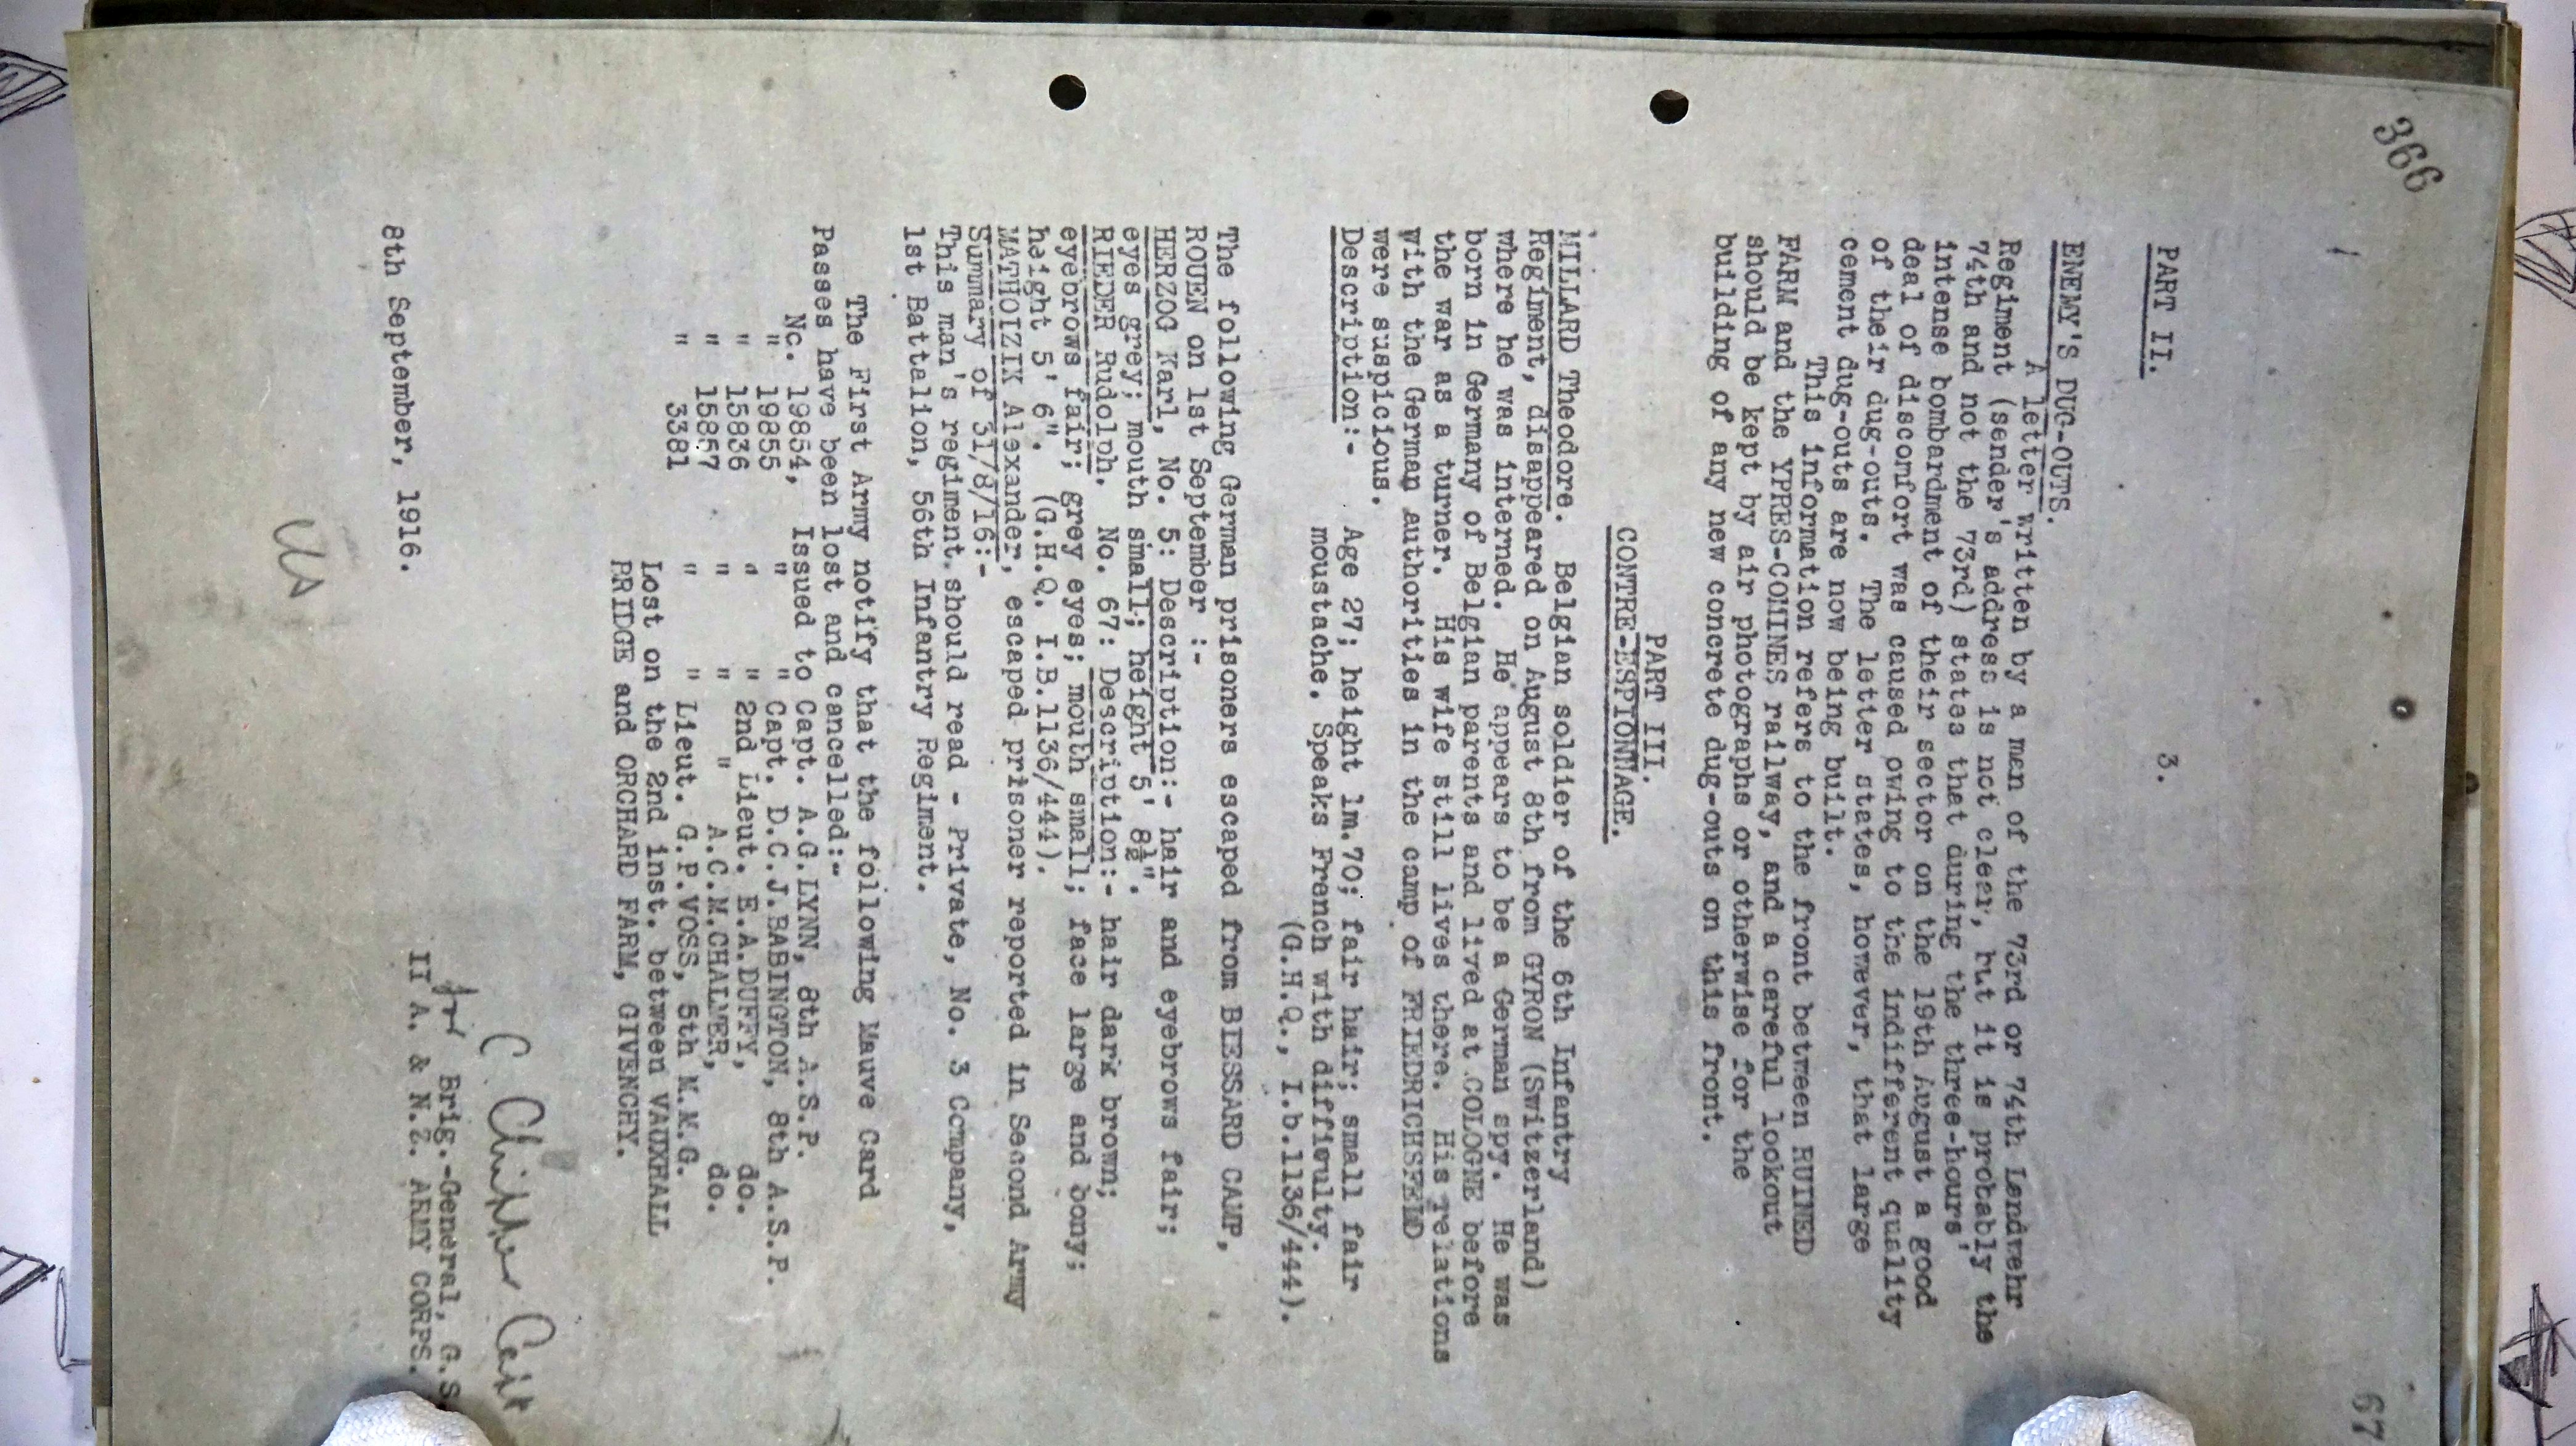 366
67
3.
PART II.
ENEMY'S DUG-OUTS.
A letter written by a man of the 73rd or 74th Landwehr
Regiment (sender's address is not clear, but it is probably the
74th and not the 73rd) states that during the three-hours'
intense bombardment of their sector on the 19th August a good
deal of discomfort was caused owing to the indifferent quality
of their dug-outs. The letter states, however, that large
cement dug-outs are now being built.
This information refers to the front between RUINED
FARM and the YPRES-COMINES railway, and a careful lookout
should be kept by air photographs or otherwise for the
building of any new concrete dug-outs on this front.
PART III.
CONTRE-ESPIONNAGE.
MILLARD Theodore. Belgian soldier of the 6th Infantry
Regiment, disappeared on August 8th from GYRON (Switzerland)
where he was interned. He appears to be a German spy. He was
born in Germany of Belgian parents and lived at COLOGNE before
the war as a turner. His wife still lives there. His relations
with the German authorities in the camp of FRIEDRICHSFELD
were suspicious.
Description:- Age 27; height 1m.70; fair hair; small fair
moustache. Speaks French with difficulty.
(G.H.Q., I.b.1136/444).
The following German prisoners escaped from BIESSARD CAMP,
ROUEN on 1st September :-
HERZOG Karl, No. 5: Description:- hair and eyebrows fair;
eyes grey; mouth small; height 5' 8½".
RIEDER Rudolph. No. 67: Description:- hair dark brown;
eyebrows fair; grey eyes; mouth small; face large and bony;
height 5' 6". (G.H.Q. I.B.1136/444).
MATHOIZIK Alexander, escaped prisoner reported in Second Army
Summary of 31/8/16:-
This man's regiment should read - Private, No. 3 Company,
1st Battalion, 56th Infantry Regiment.
The First Army notify that the following Mauve Card
Passes have been lost and cancelled:-
No. 19854, Issued to Capt. A.G.LYNN, 8th A.S.P.
" 19855 " " Capt. D.C.J.BABINGTON, 8th A.S.P.
" 15836 " " 2nd Lieut. E.A.DUFFY, do.
" 15857 " " " A.C.M.CHALMER, do.
" 3381 " " Lieut. G.P.VOSS, 5th M.M.G.
Lost on the 2nd inst. between VAUXHALL
BRIDGE and ORCHARD FARM, GIVENCHY.
for Brig.-General, G.S
8th September, 1916. II A. & N.Z. ARMY CORPS.